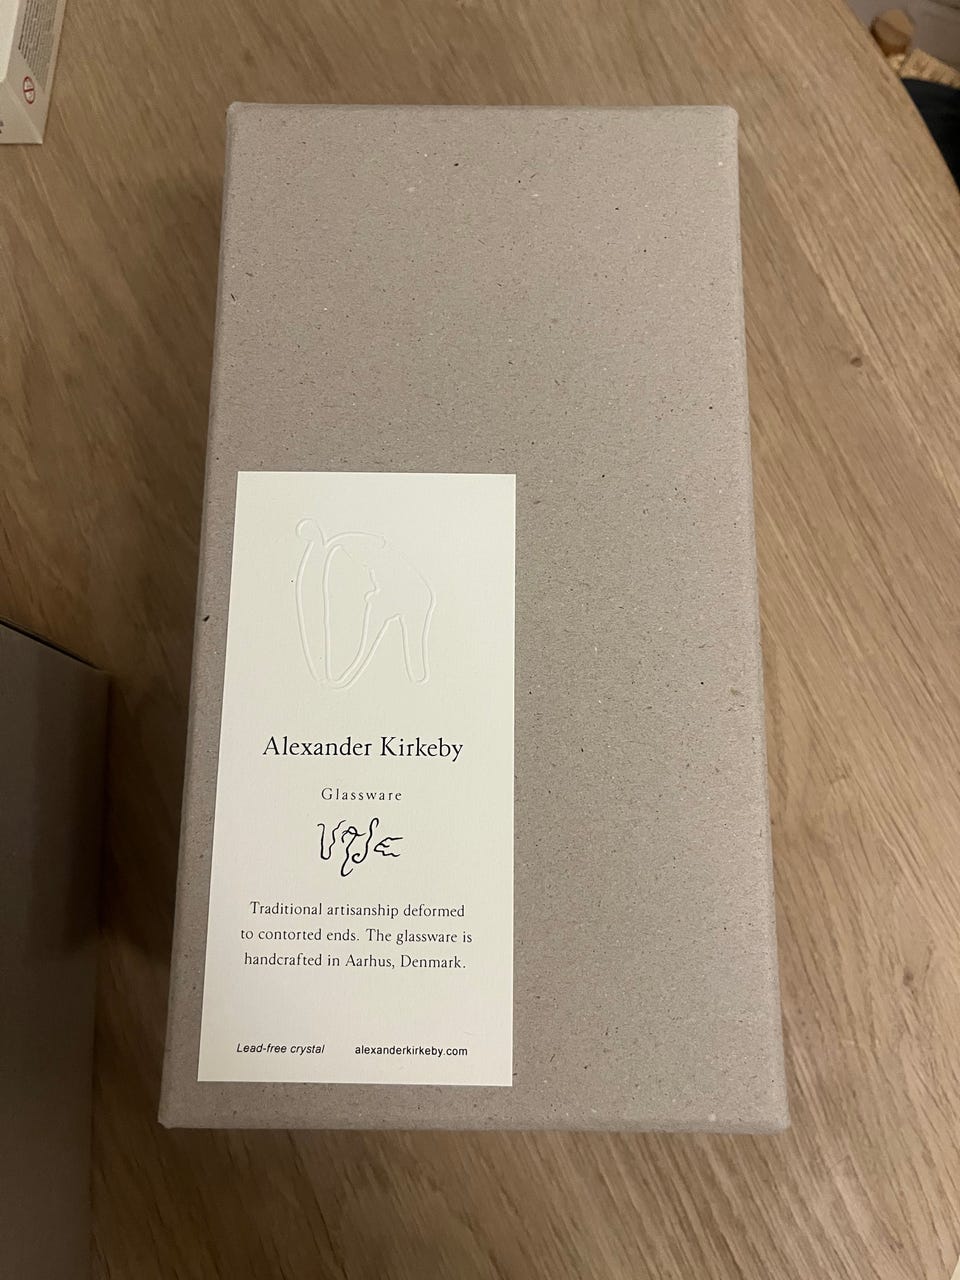 Alexander Kirkeby
Glassware
Traditional artisanship deformed
to contorted ends. The glassware is
handcrafted in Aarhus, Denmark.
Lead-free crystal alexanderkirkeby.com